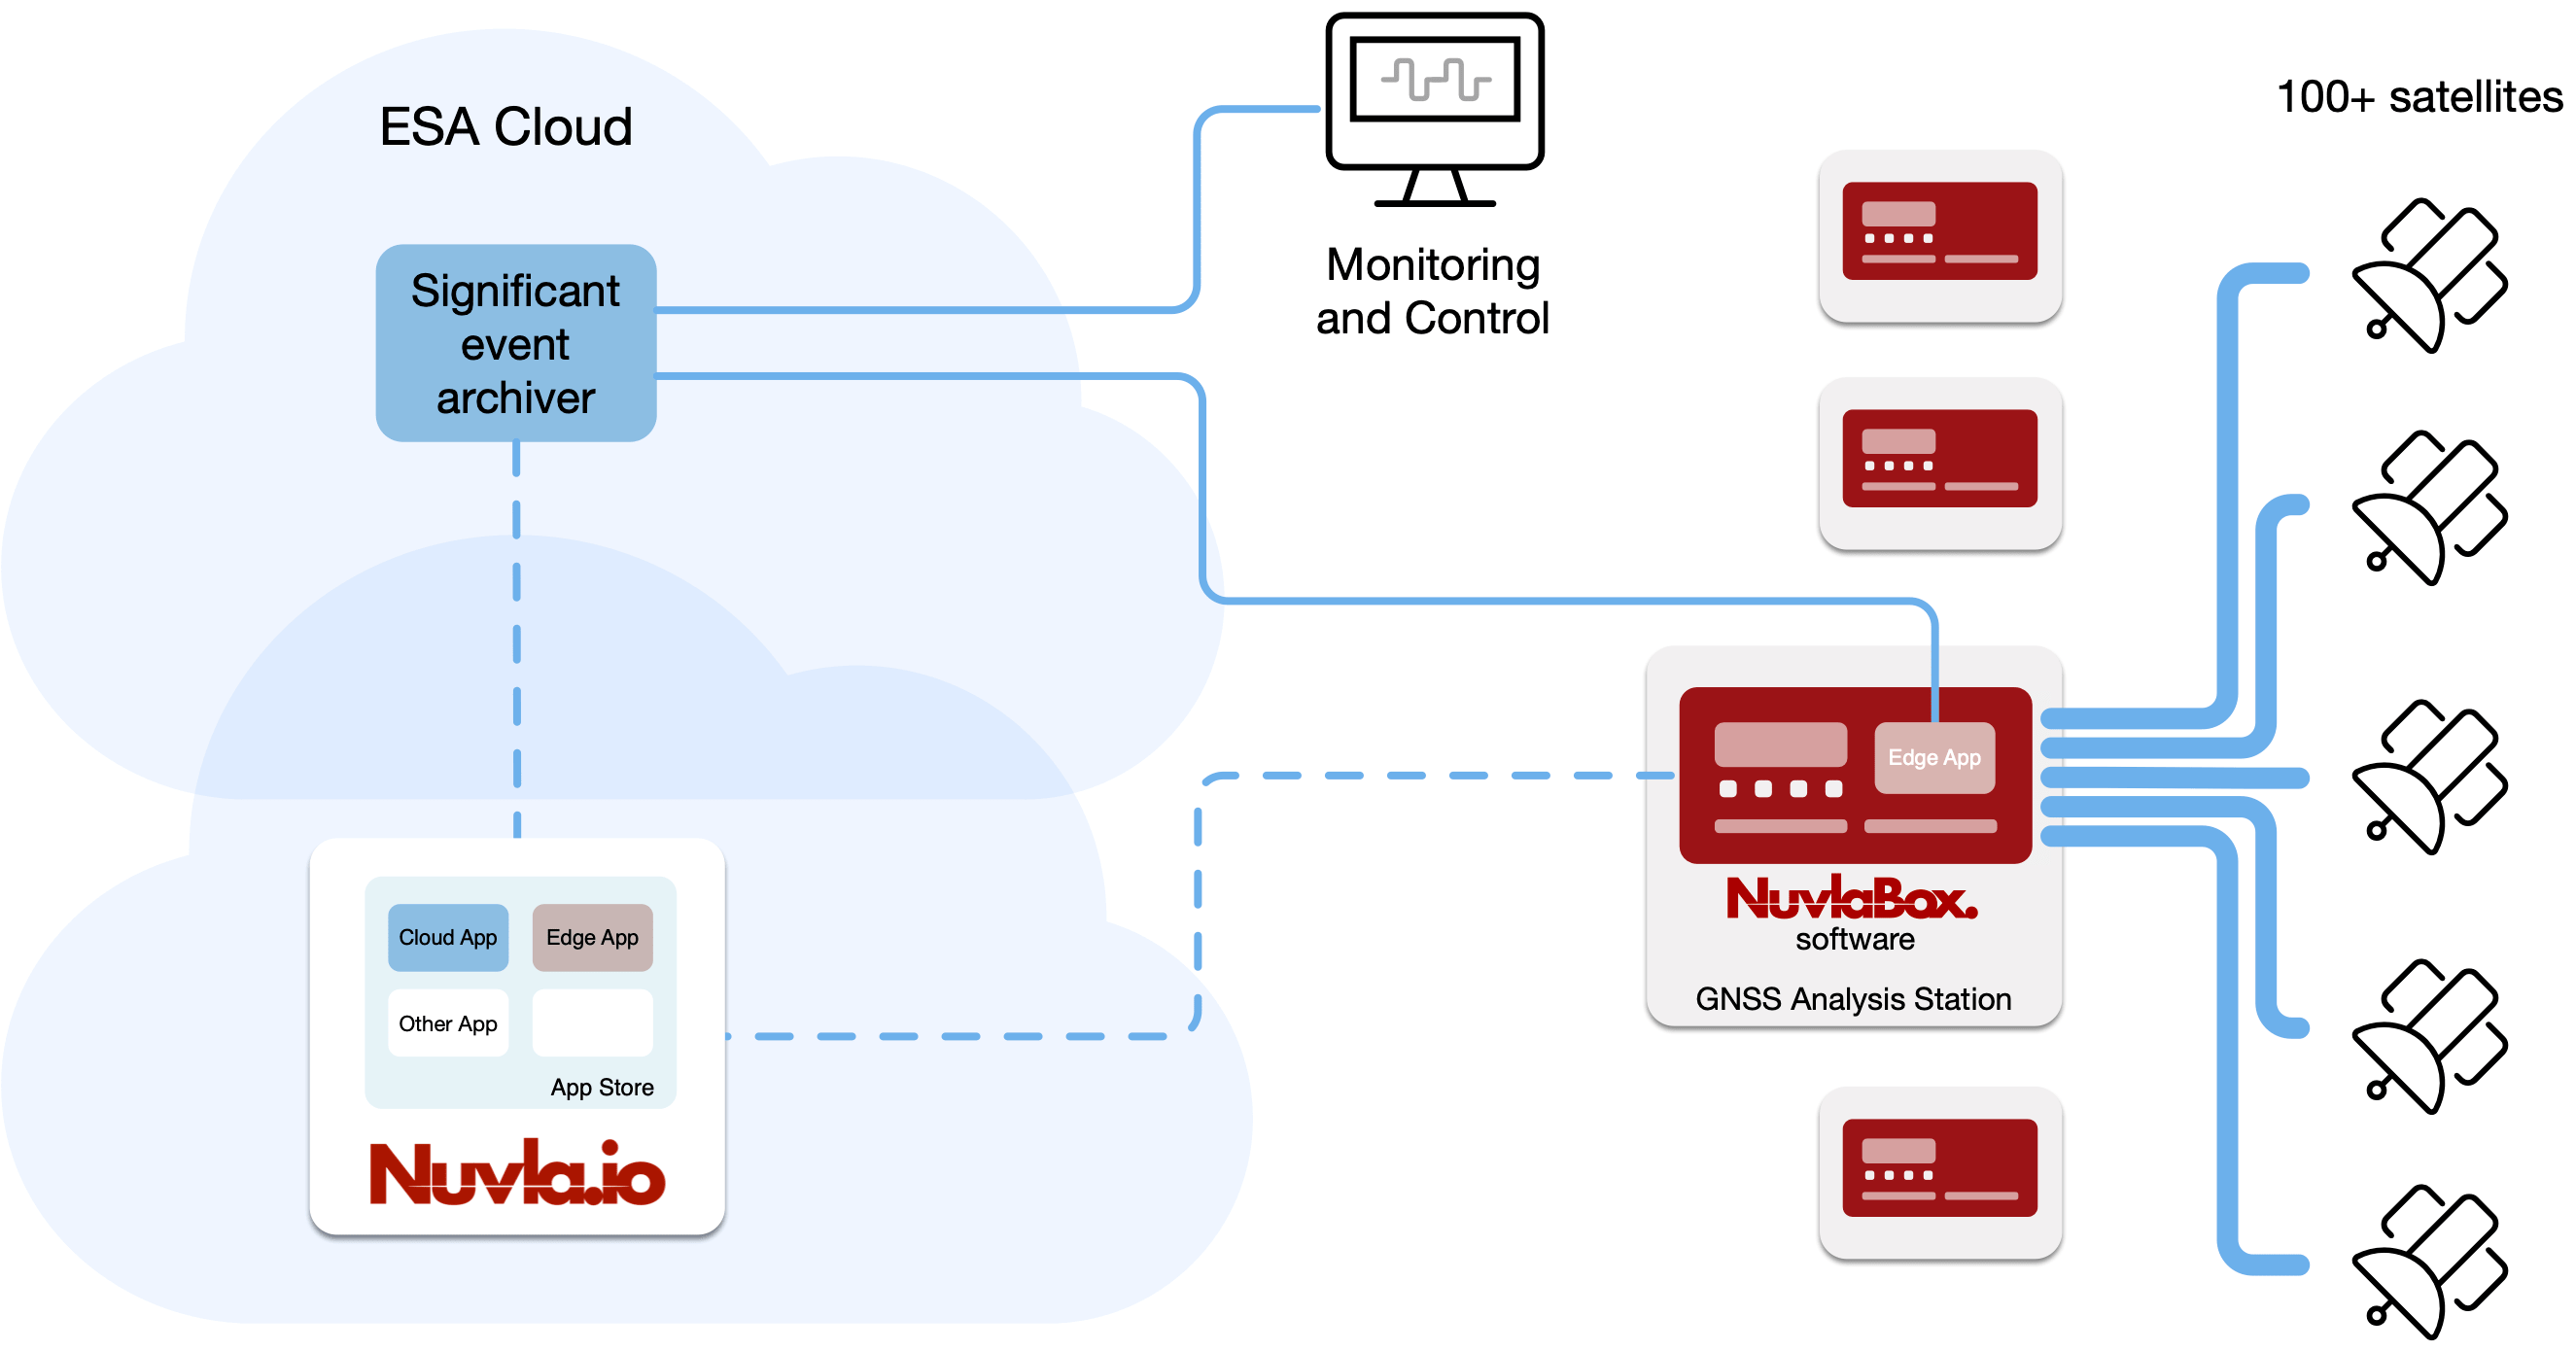 ESA Cloud
Significant
event
archiver
Monitoring
and Control
100+ satellites
Edge App
NuvlaBox.
software
GNSS Analysis Station
Cloud App
Edge App
Other App
App Store
Nuvla.io